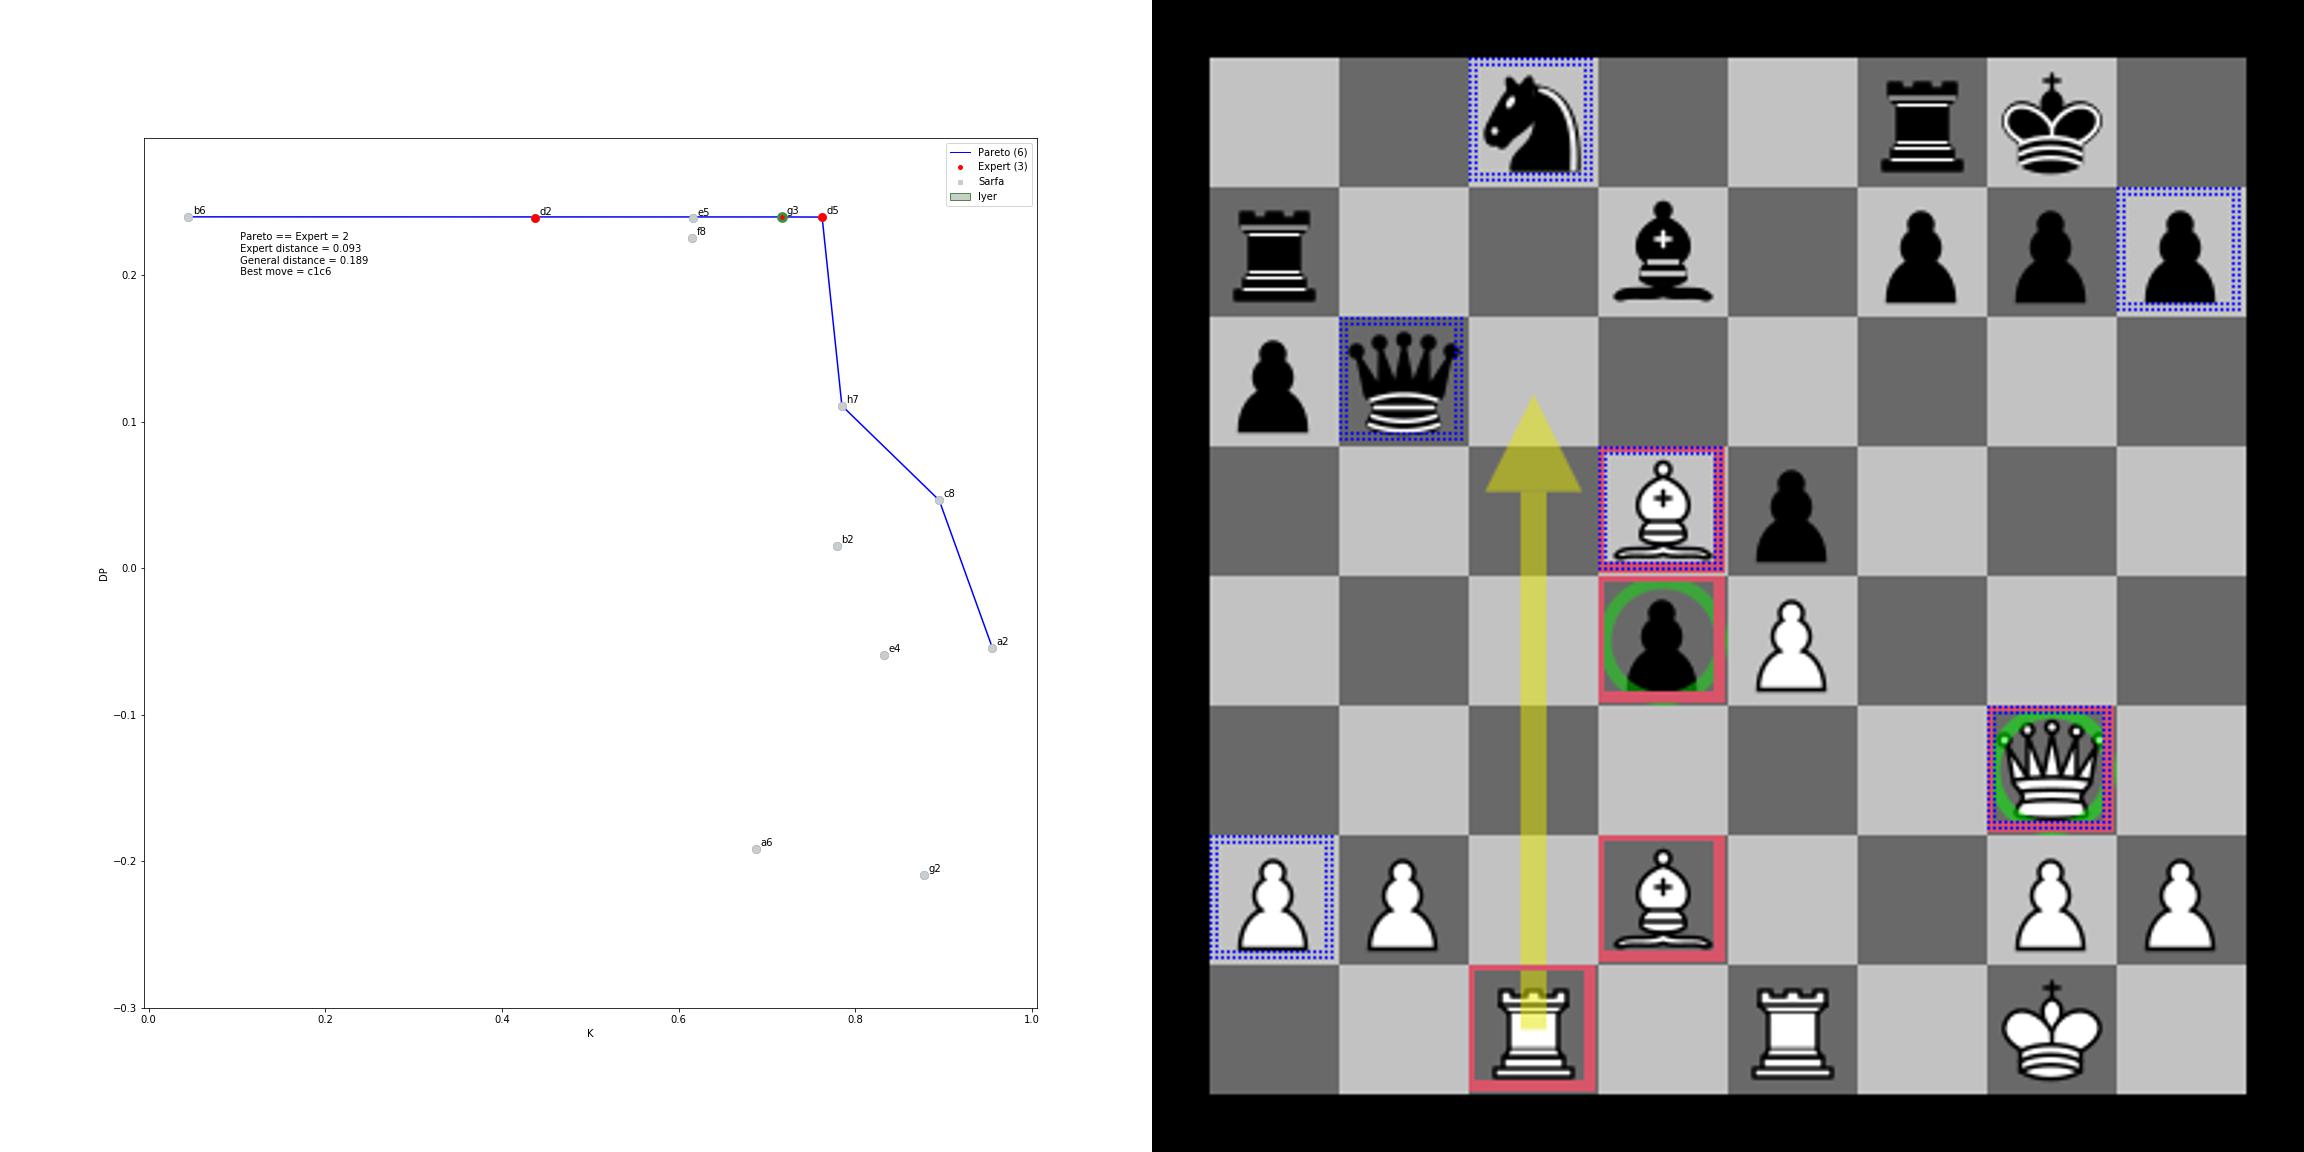 Pareto (6)
Expert (3)
Sarfa
Iyer
b6
d2
e5
g3
d5
f8
Pareto == Expert = 2
Expert distance = 0.093
General distance = 0.189
Best move = c1c6
h7
c8
b2
a2
e4
a6
g2
DP
0.2
0.1
0.0
−0.1
−0.2
−0.3
0.0 0.2 0.4 0.6 0.8 1.0
K